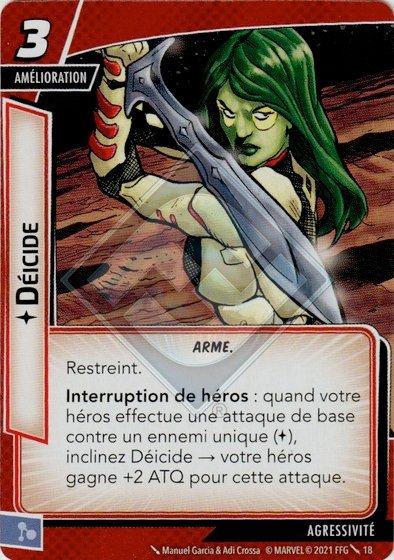 3
AMÉLIORATION
DÉICIDE
ARME.
Restreint.
Interruption de héros : quand votre
héros effectue une attaque de base
contre un ennemi unique (✦),
inclinez Déicide → votre héros
gagne +2 ATQ pour cette attaque.
AGRESSIVITÉ
Manuel Garcia & Adi Crossa © MARVEL © 2021 FFG 18